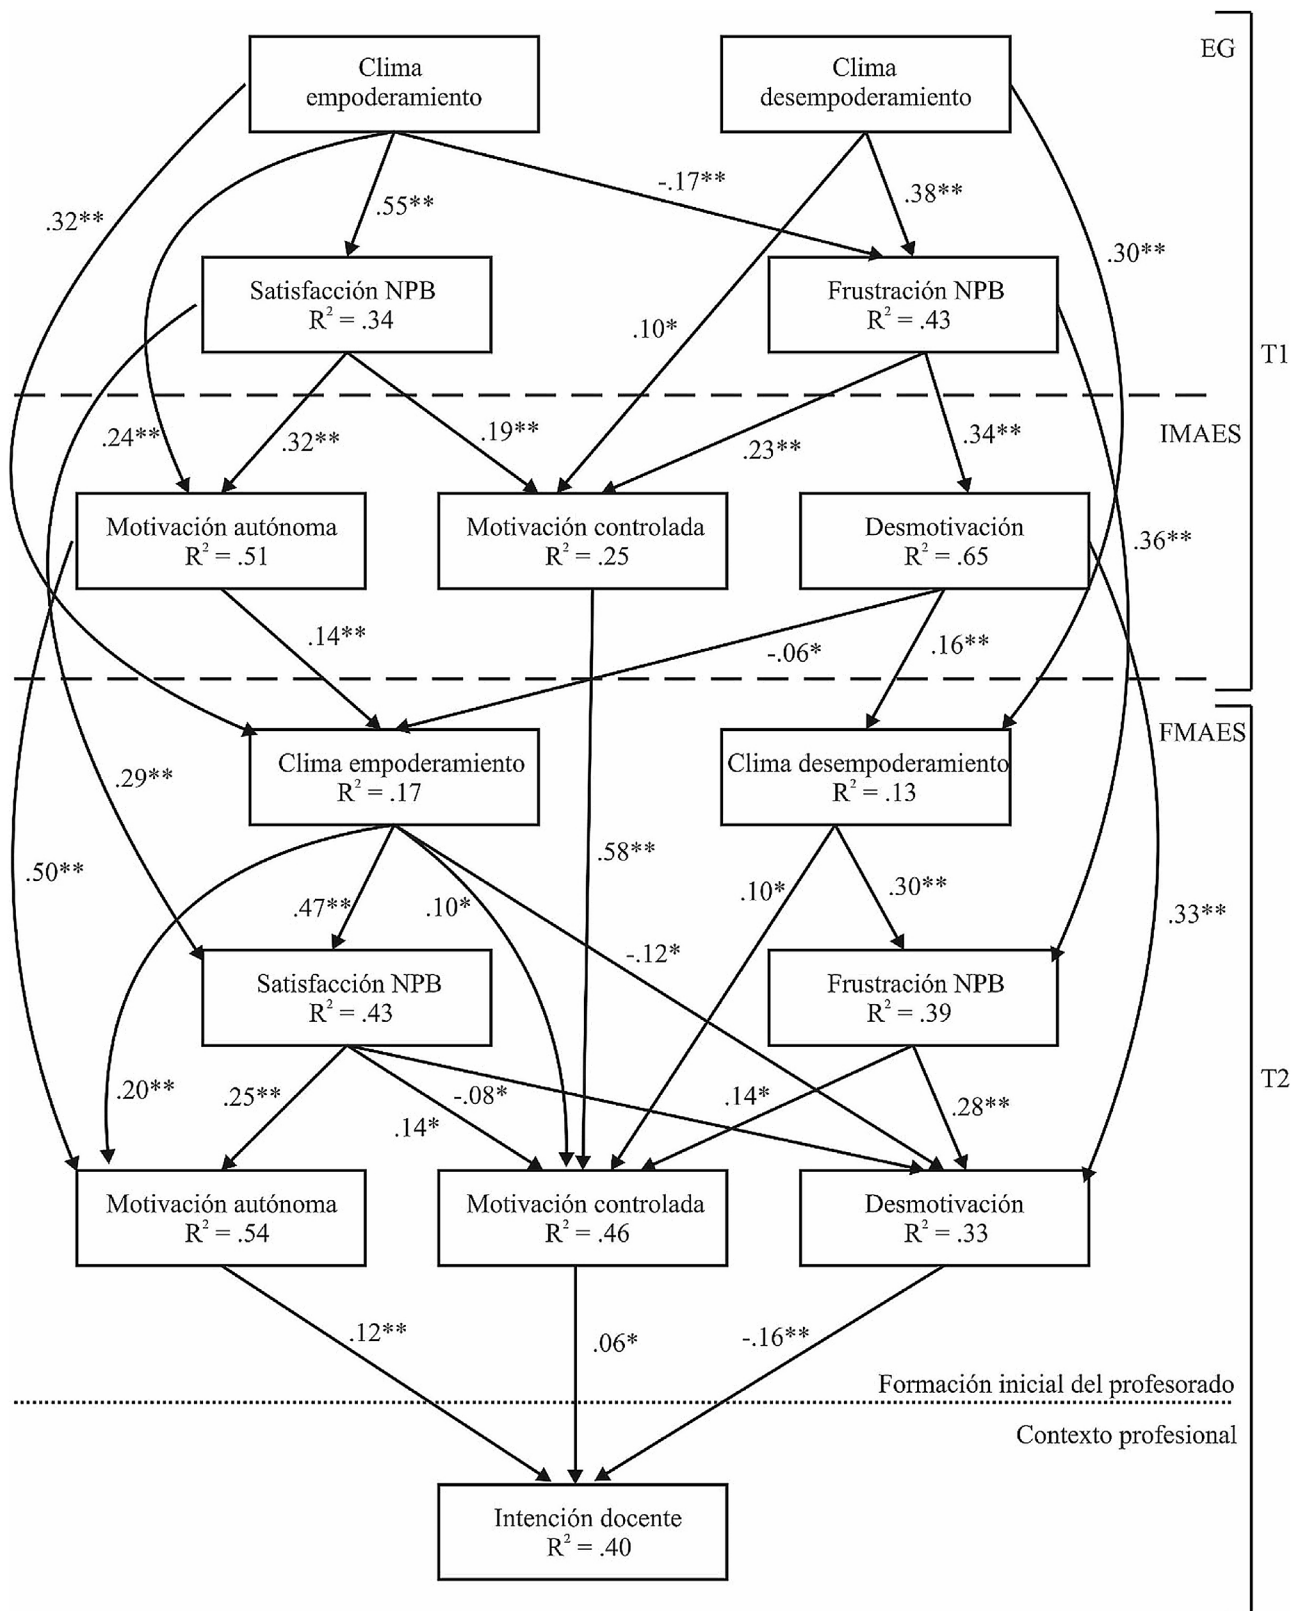 EG
Clima
empoderamiento
Clima
desempoderamiento
-.17**
.38**
.55**
.32**
.30**
Satisfacción NPB
R² = .34
Frustración NPB
R² = .43
.10*
T1
.24**
.32**
.19**
.23**
.34**
IMAES
Motivación autónoma
R² = .51
Motivación controlada
R² = .25
Desmotivación
R² = .65
.36**
.14**
-.06*
.16**
FMAES
Clima empoderamiento
R² = .17
Clima desempoderamiento
R² = .13
.29**
.50**
.58**
.47**
.10*
.10*
.30**
.33**
-.12*
Satisfacción NPB
R² = .43
Frustración NPB
R² = .39
T2
.20**
.25**
-.08*
.14*
.14*
.28**
Motivación autónoma
R² = .54
Motivación controlada
R² = .46
Desmotivación
R² = .33
.12**
.06*
-.16**
Formación inicial del profesorado
Contexto profesional
Intención docente
R² = .40